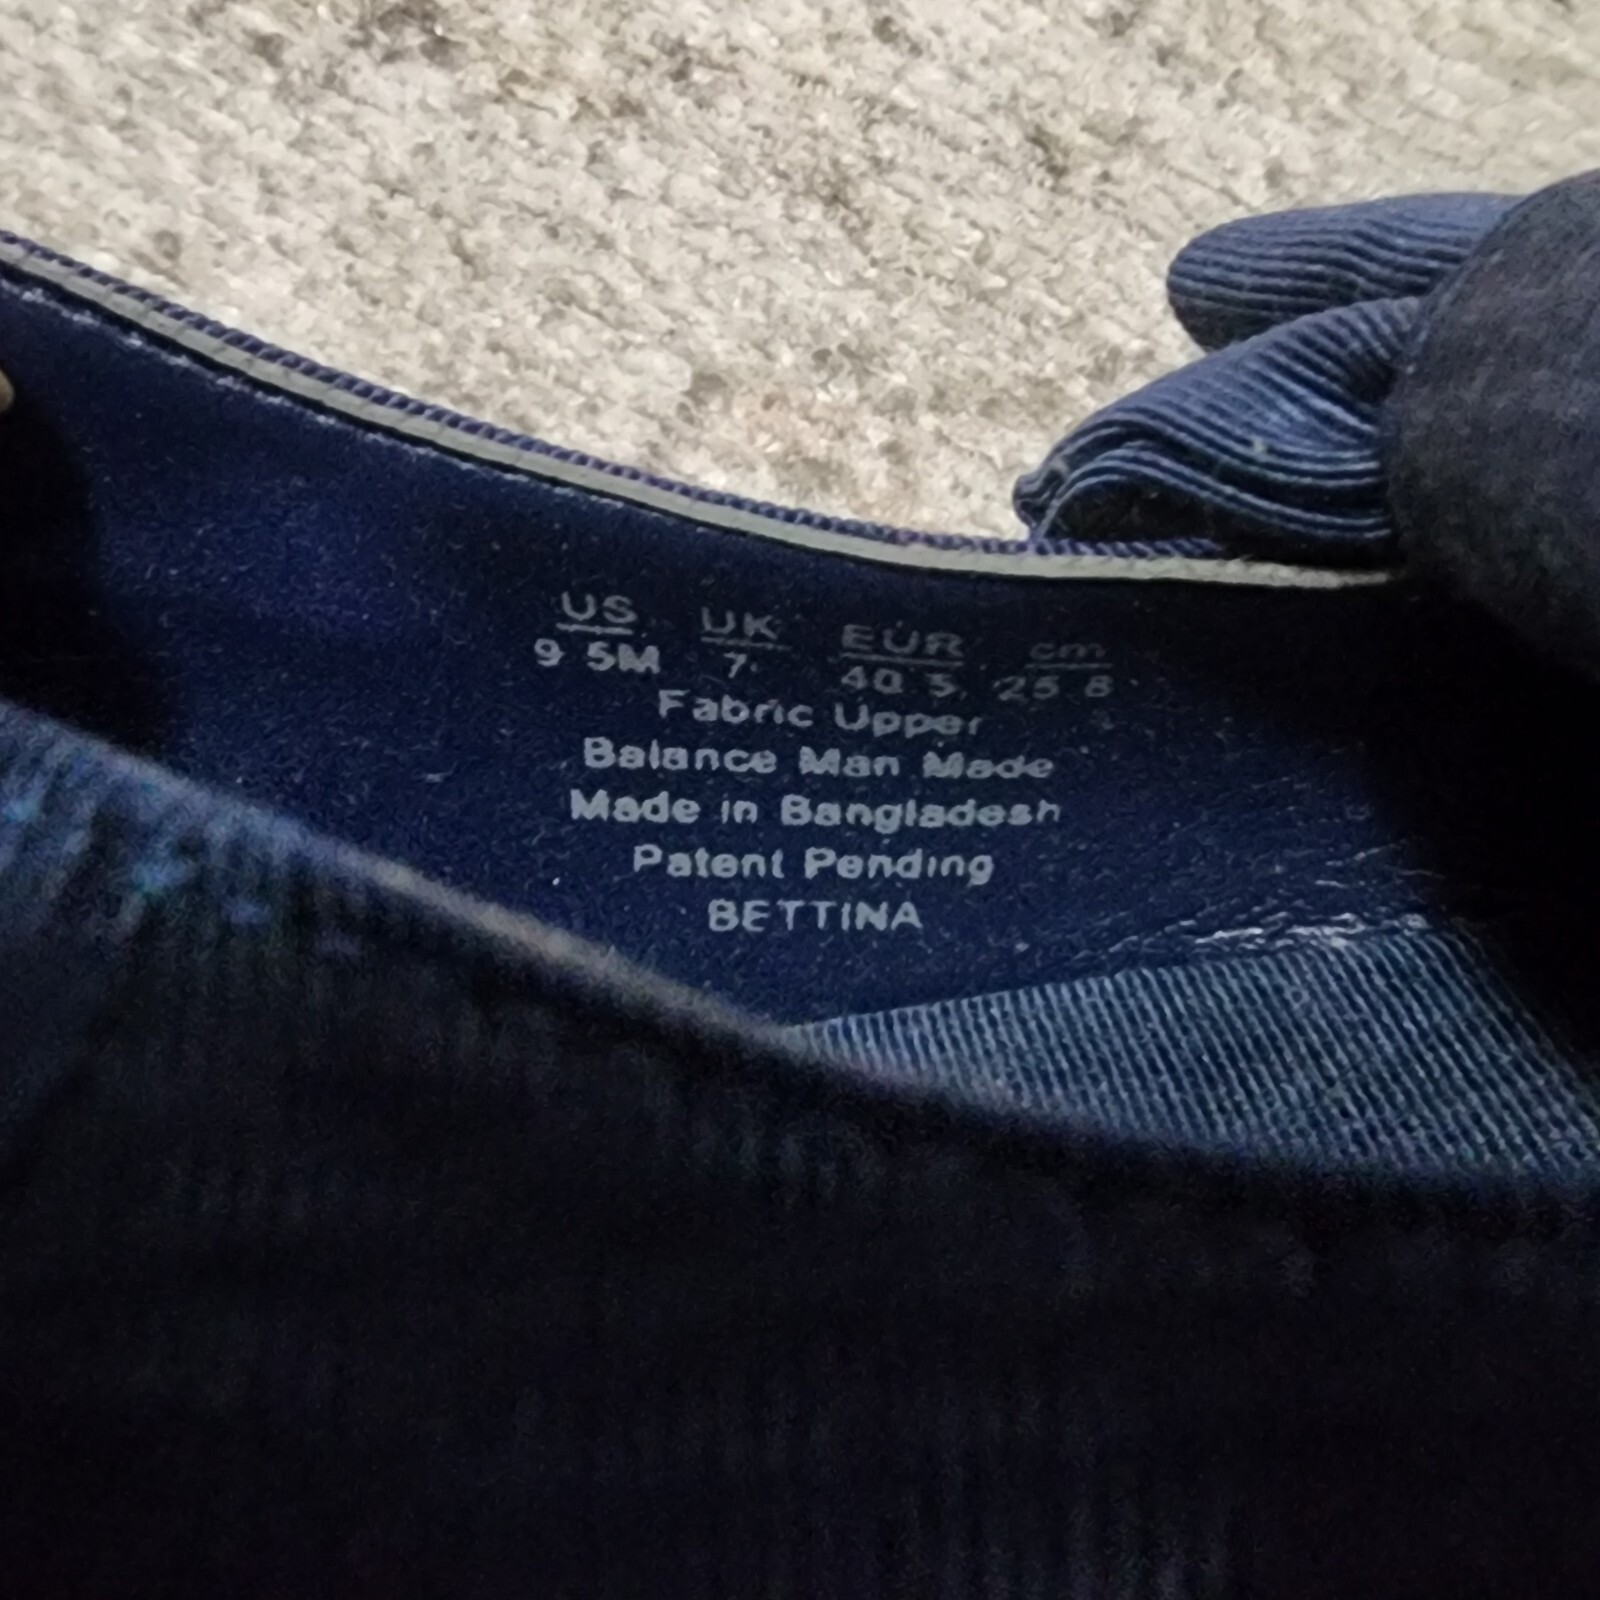 US UK EUR cm
9 5M 7 40 5 25 8
Fabric Upper
Balance Man Made
Made in Bangladesh
Patent Pending
BETTINA